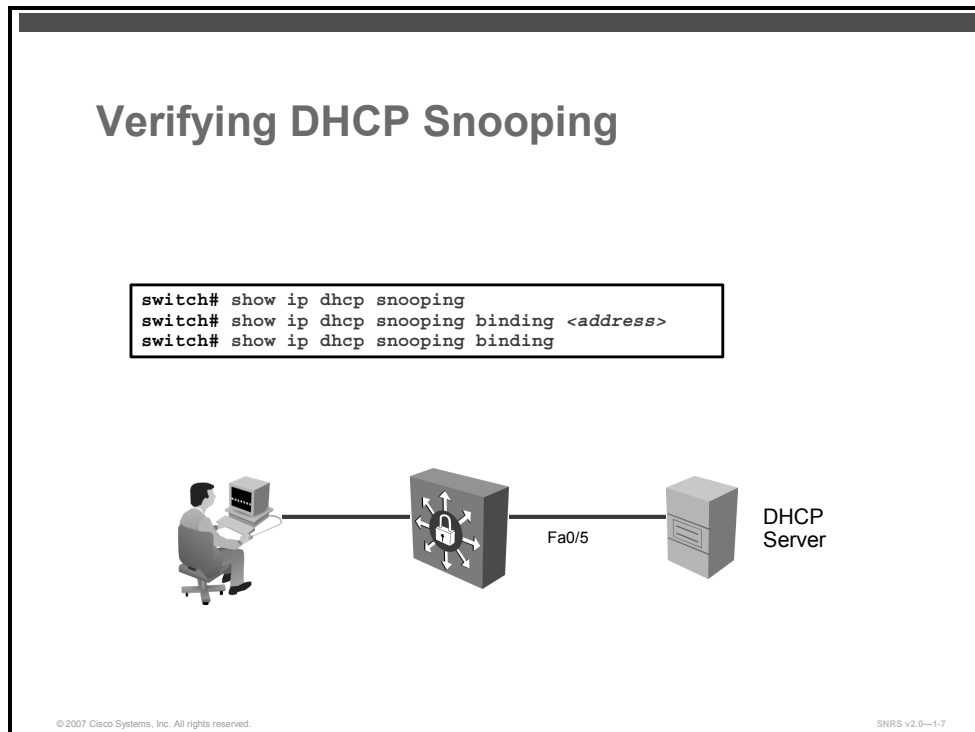 Verifying DHCP Snooping
switch# show ip dhcp snooping
switch# show ip dhcp snooping binding <address>
switch# show ip dhcp snooping binding
Fa0/5
DHCP
Server
© 2007 Cisco Systems, Inc. All rights reserved.
SNRS v2.0—1-7